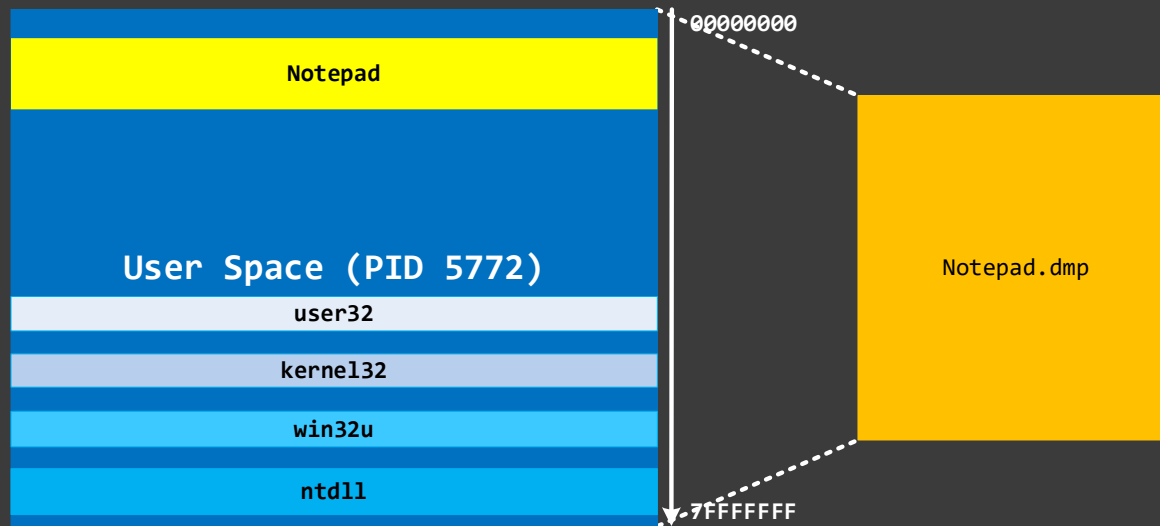 00000000
Notepad
User Space (PID 5772)
Notepad.dmp
user32
kernel32
win32u
ntdll
7FFFFFFF